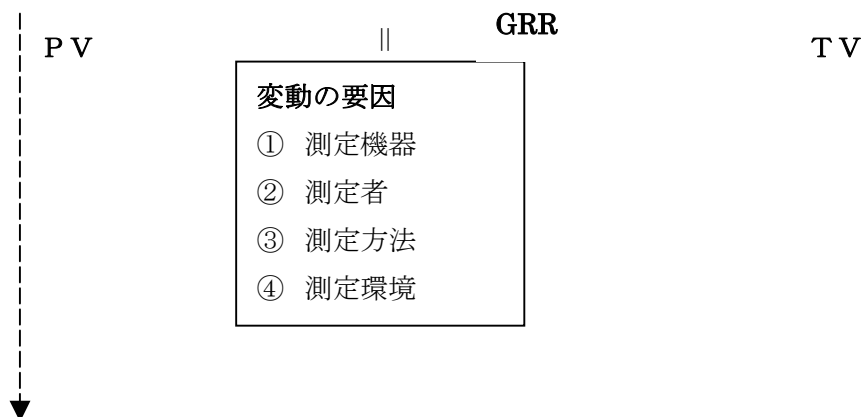 ＰＶ ∥ GRR ＴＶ
変動の要因
① 測定機器
② 測定者
③ 測定方法
④ 測定環境